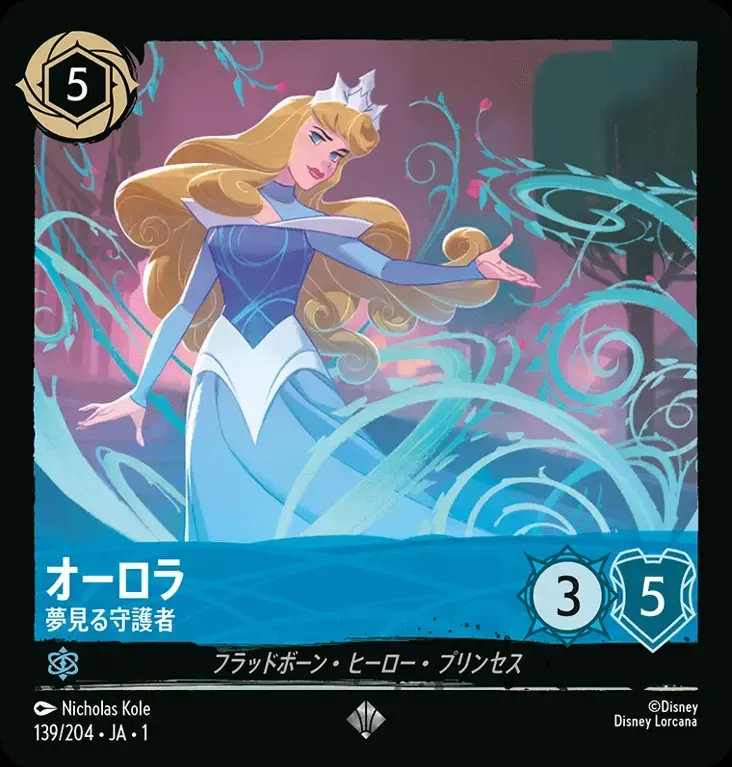 5
オーロラ
夢見る守護者
3
5
フラッドボーン・ヒーロー・プリンセス
Nicholas Kole
139/204・JA・1
©Disney
Disney Lorcana